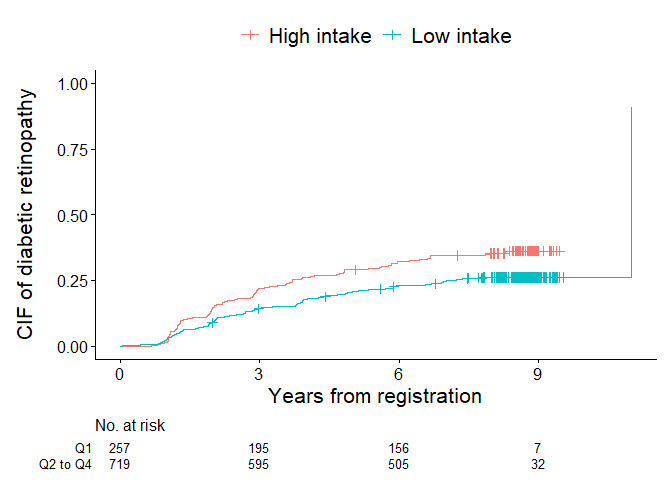 High intake Low intake
1.00
0.75
0.50
0.25
0.00
CIF of diabetic retinopathy
0 3 6 9
Years from registration
No. at risk
Q1 257 195 156 7
Q2 to Q4 719 595 505 32